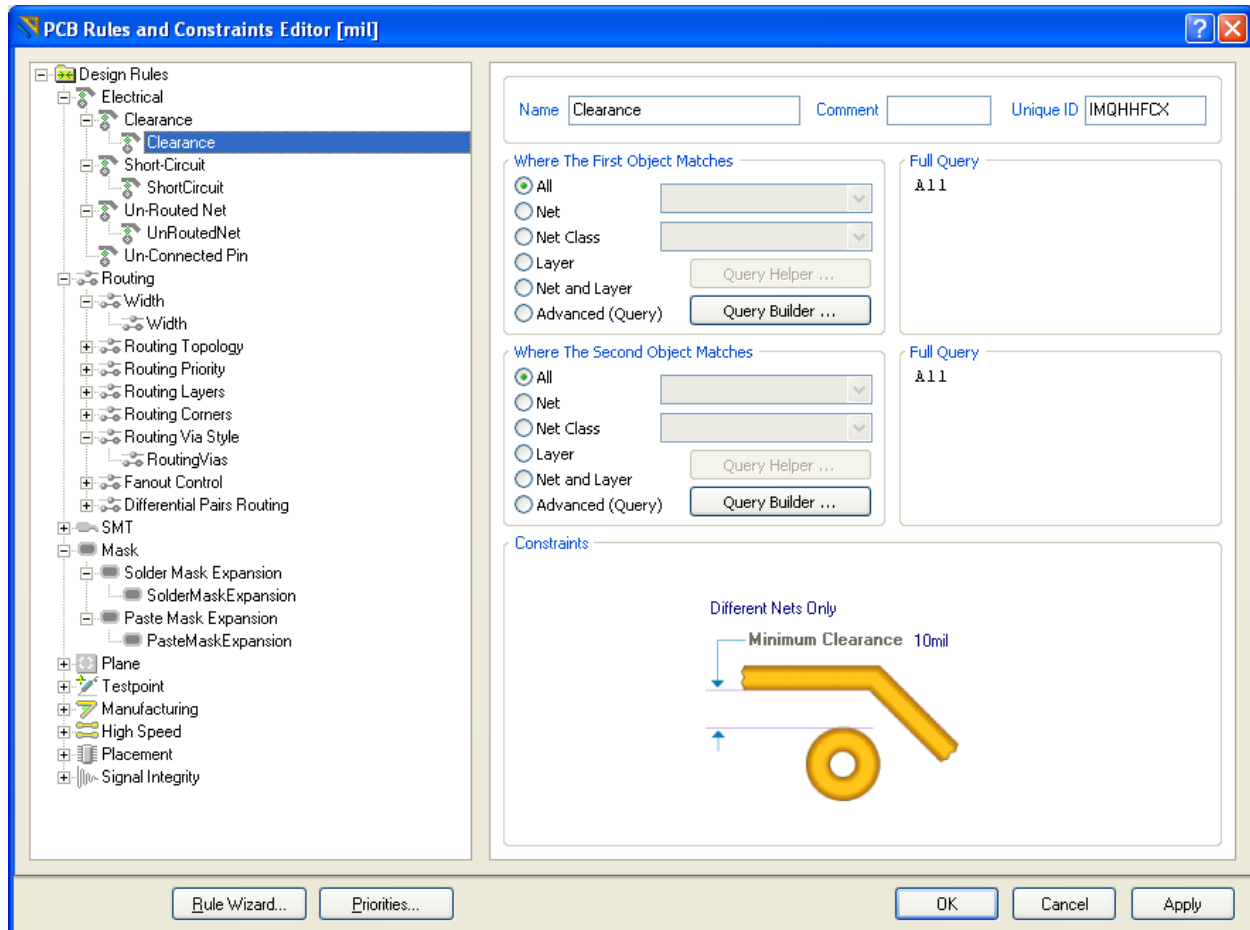 PCB Rules and Constraints Editor [mil]
Design Rules
Electrical
Clearance
Clearance
Short-Circuit
ShortCircuit
Un-Routed Net
UnRoutedNet
Un-Connected Pin
Routing
Width
Width
Routing Topology
Routing Priority
Routing Layers
Routing Corners
Routing Via Style
RoutingVias
Fanout Control
Differential Pairs Routing
SMT
Mask
Solder Mask Expansion
SolderMaskExpansion
Paste Mask Expansion
PasteMaskExpansion
Plane
Testpoint
Manufacturing
High Speed
Placement
Signal Integrity
Name Clearance Comment Unique ID IMQHHFCX
Where The First Object Matches
All
Net
Net Class
Layer
Net and Layer
Advanced (Query)
Query Helper ...
Query Builder ...
Full Query
All
Where The Second Object Matches
All
Net
Net Class
Layer
Net and Layer
Advanced (Query)
Query Helper ...
Query Builder ...
Full Query
All
Constraints
Different Nets Only
Minimum Clearance 10mil
Rule Wizard... Priorities... OK Cancel Apply